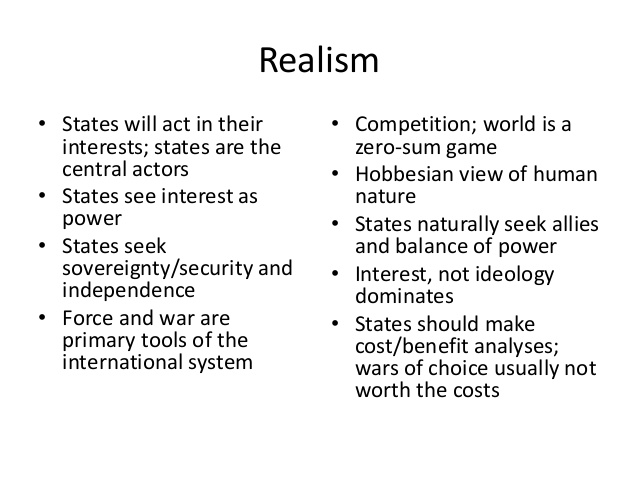 Realism
• States will act in their
interests; states are the
central actors
• States see interest as
power
• States seek
sovereignty/security and
independence
• Force and war are
primary tools of the
international system
• Competition; world is a
zero-sum game
• Hobbesian view of human
nature
• States naturally seek allies
and balance of power
• Interest, not ideology
dominates
• States should make
cost/benefit analyses;
wars of choice usually not
worth the costs